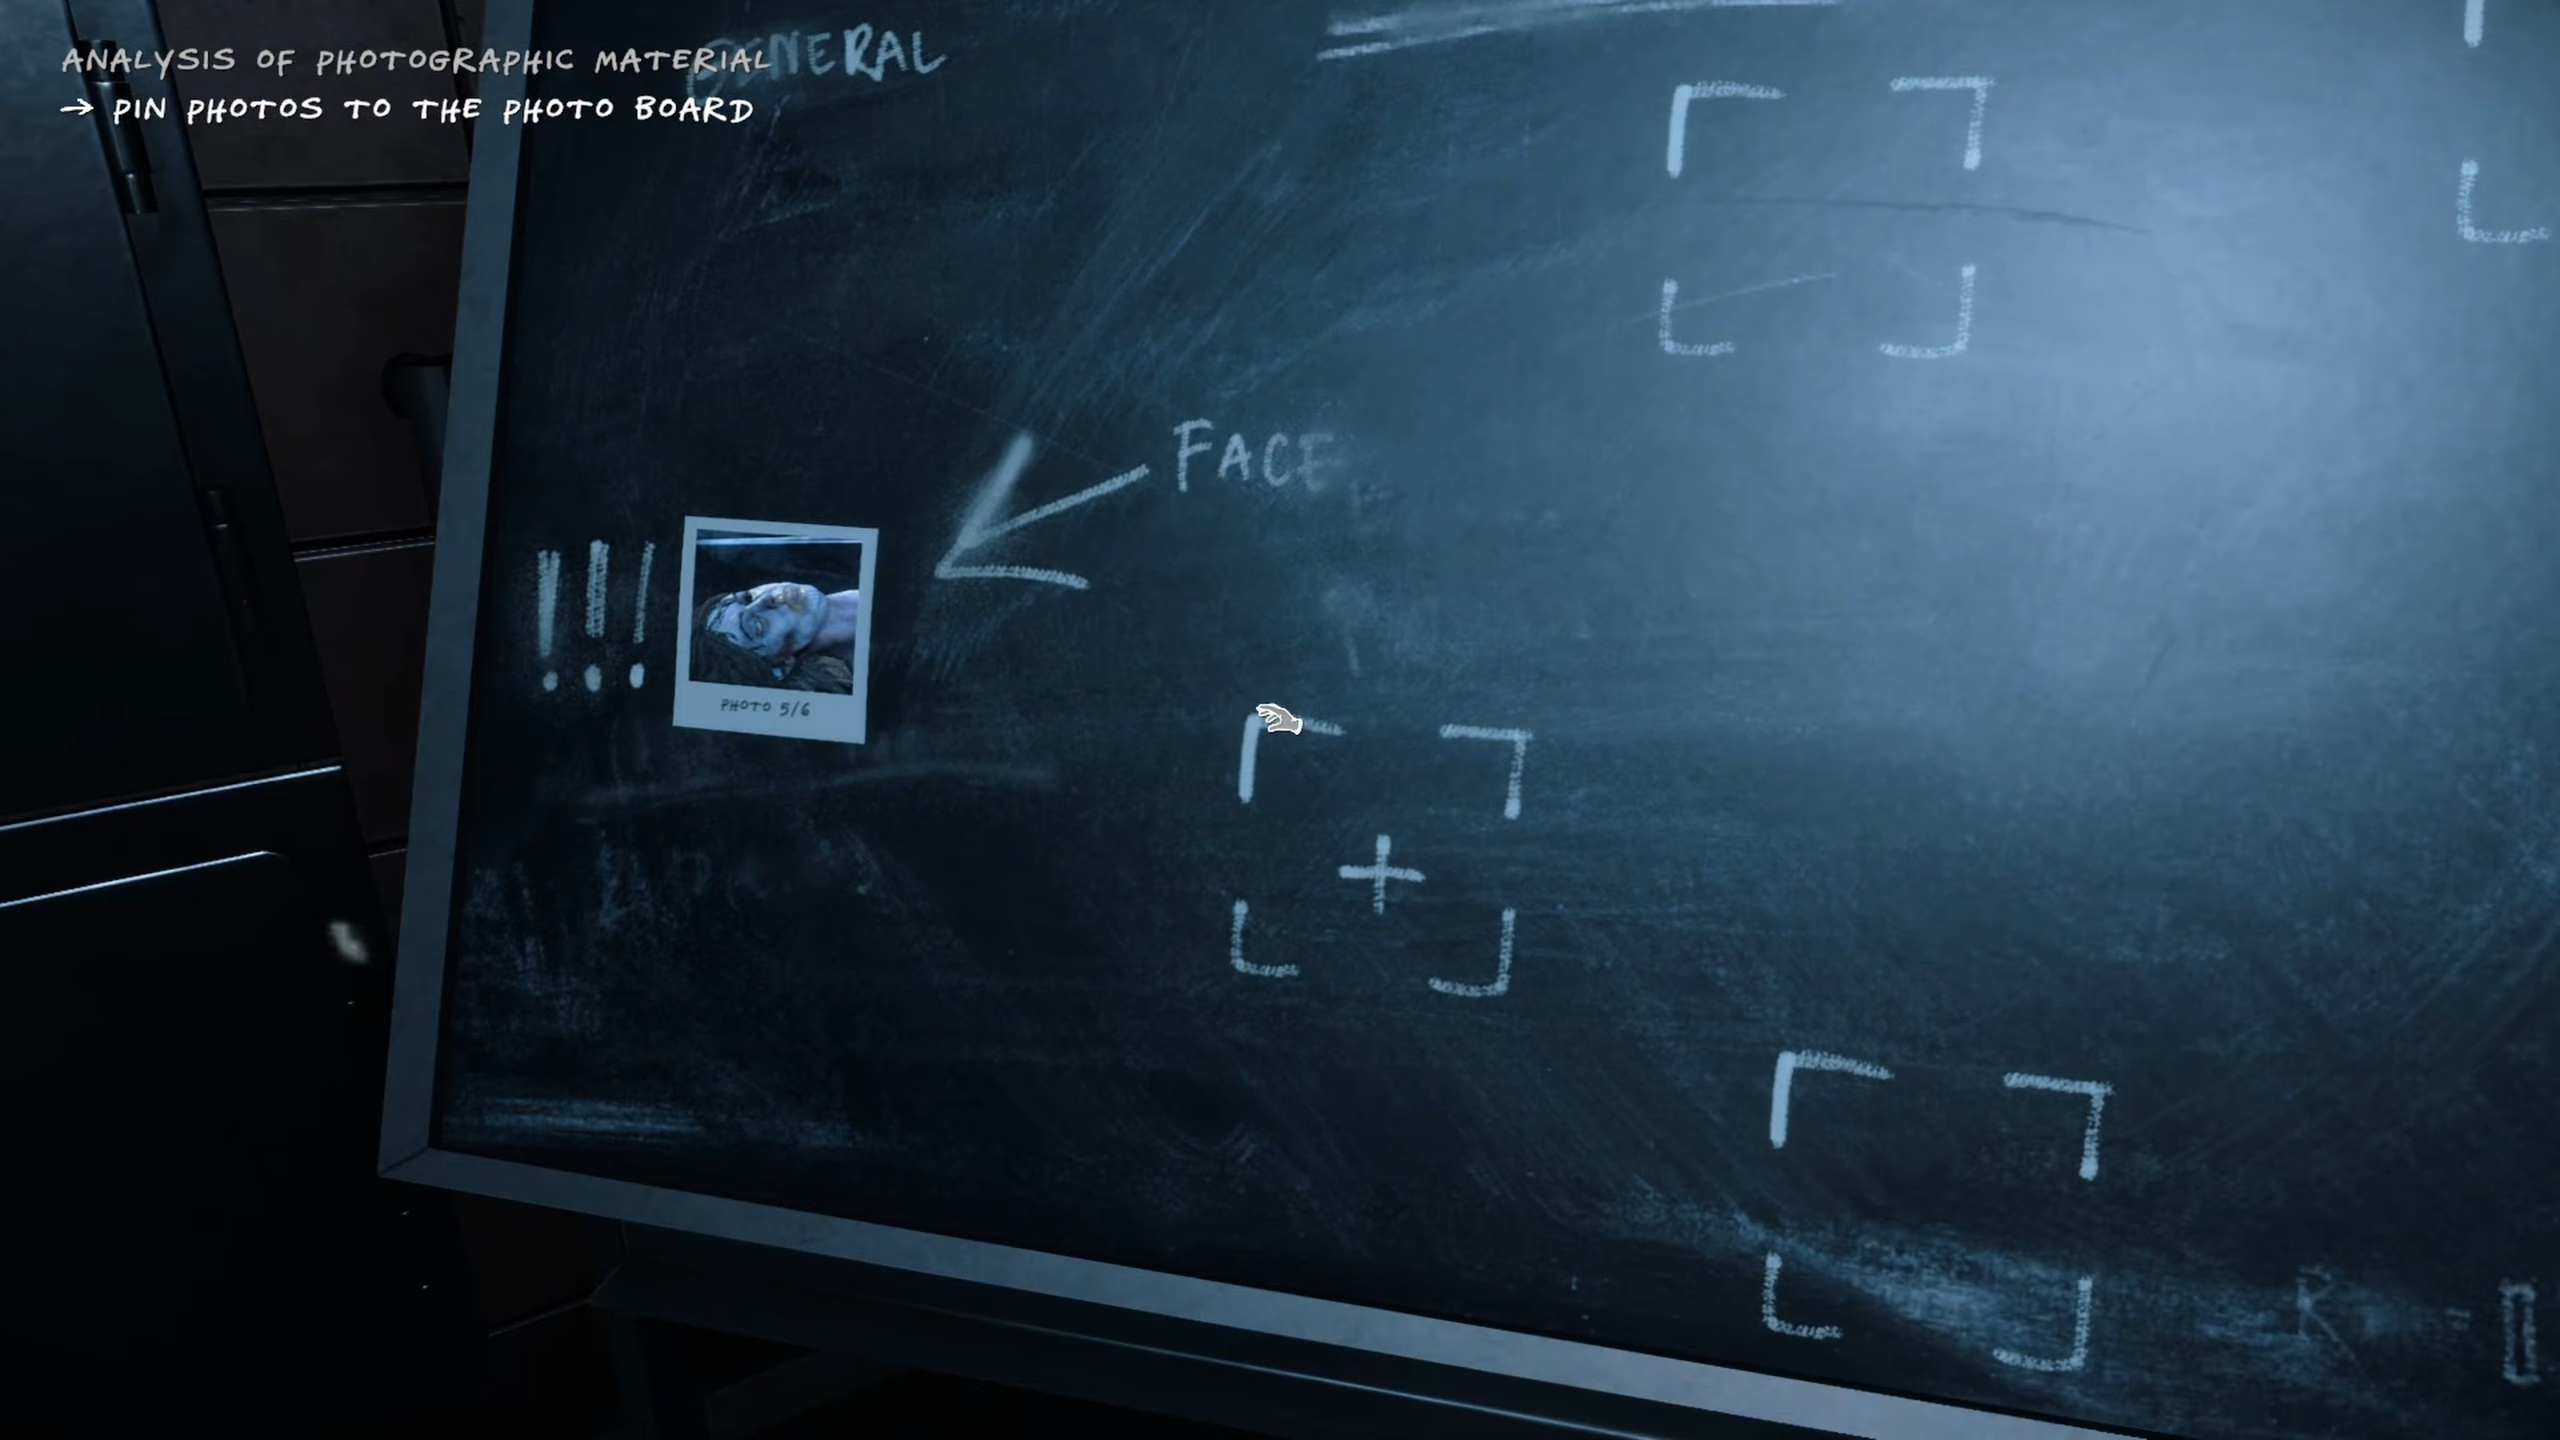 ANALYSIS OF PHOTOGRAPHIC MATERIAL
→ PIN PHOTOS TO THE PHOTO BOARD
GENERAL
FACE
!!!
PHOTO 5/6